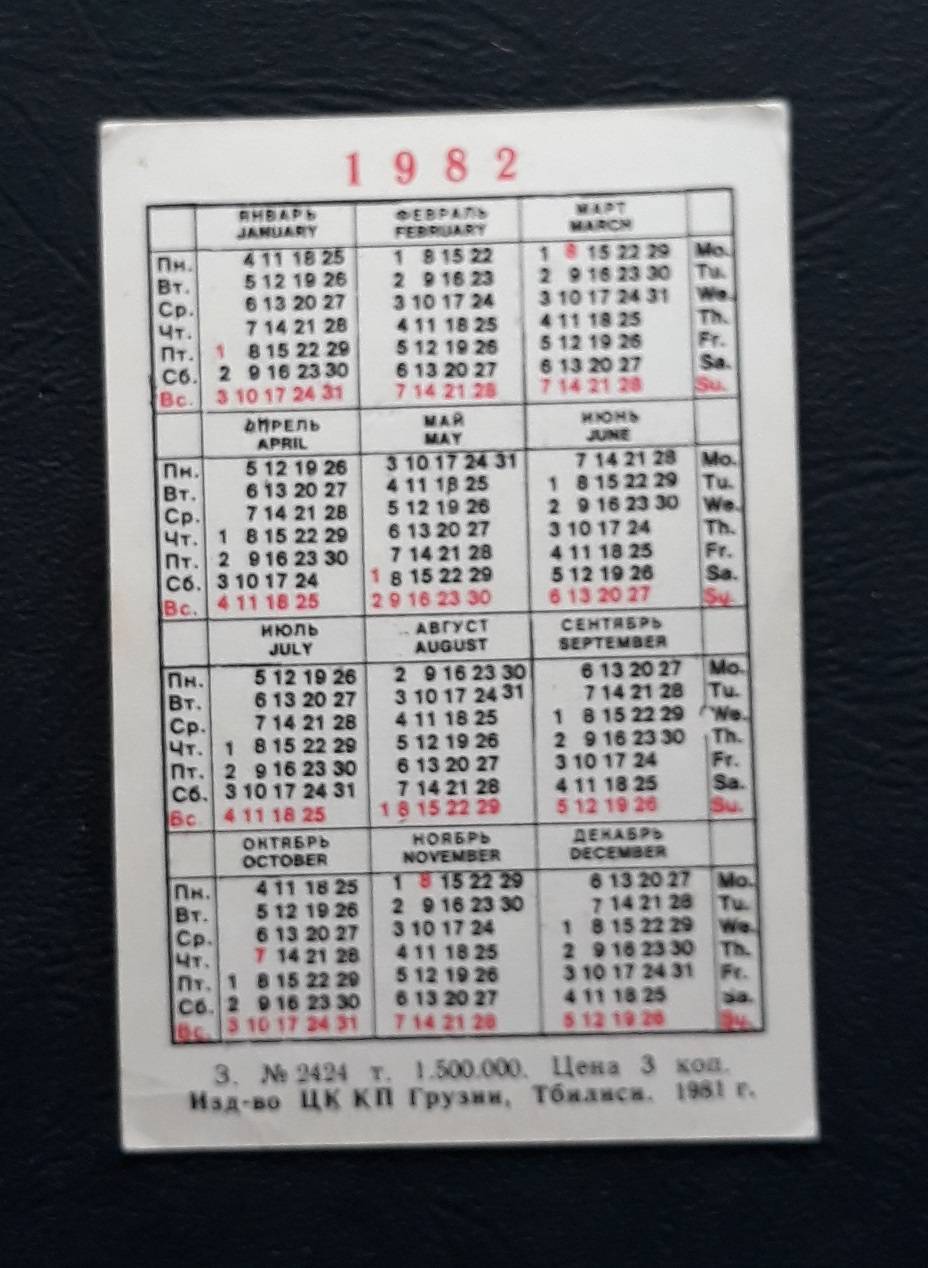 1982
ЯНВАРЬ ФЕВРАЛЬ МАРТ
JANUARY FEBRUARY MARCH
Пн. 4 11 18 25 1 8 15 22 1 8 15 22 29 Mo.
Вт. 5 12 19 26 2 9 16 23 2 9 16 23 30 Tu.
Ср. 6 13 20 27 3 10 17 24 3 10 17 24 31 We.
Чт. 7 14 21 28 4 11 18 25 4 11 18 25 Th.
Пт. 1 8 15 22 29 5 12 19 26 5 12 19 26 Fr.
Сб. 2 9 16 23 30 6 13 20 27 6 13 20 27 Sa.
Вс. 3 10 17 24 31 7 14 21 28 7 14 21 28 Su.
АПРЕЛЬ МАЙ ИЮНЬ
APRIL MAY JUNE
Пн. 5 12 19 26 3 10 17 24 31 7 14 21 28 Mo.
Вт. 6 13 20 27 4 11 18 25 1 8 15 22 29 Tu.
Ср. 7 14 21 28 5 12 19 26 2 9 16 23 30 We.
Чт. 1 8 15 22 29 6 13 20 27 3 10 17 24 Th.
Пт. 2 9 16 23 30 7 14 21 28 4 11 18 25 Fr.
Сб. 3 10 17 24 1 8 15 22 29 5 12 19 26 Sa.
Вс. 4 11 18 25 2 9 16 23 30 6 13 20 27 Su.
ИЮЛЬ АВГУСТ СЕНТЯБРЬ
JULY AUGUST SEPTEMBER
Пн. 5 12 19 26 2 9 16 23 30 6 13 20 27 Mo.
Вт. 6 13 20 27 3 10 17 24 31 7 14 21 28 Tu.
Ср. 7 14 21 28 4 11 18 25 1 8 15 22 29 We.
Чт. 1 8 15 22 29 5 12 19 26 2 9 16 23 30 Th.
Пт. 2 9 16 23 30 6 13 20 27 3 10 17 24 Fr.
Сб. 3 10 17 24 31 7 14 21 28 4 11 18 25 Sa.
Вс. 4 11 18 25 1 8 15 22 29 5 12 19 26 Su.
ОКТЯБРЬ НОЯБРЬ ДЕКАБРЬ
OCTOBER NOVEMBER DECEMBER
Пн. 4 11 18 25 1 8 15 22 29 6 13 20 27 Mo.
Вт. 5 12 19 26 2 9 16 23 30 7 14 21 28 Tu.
Ср. 6 13 20 27 3 10 17 24 1 8 15 22 29 We.
Чт. 7 14 21 28 4 11 18 25 2 9 16 23 30 Th.
Пт. 1 8 15 22 29 5 12 19 26 3 10 17 24 31 Fr.
Сб. 2 9 16 23 30 6 13 20 27 4 11 18 25 Sa.
Вс. 3 10 17 24 31 7 14 21 28 5 12 19 26 Su.
З. № 2424 т. 1.500.000. Цена 3 коп.
Изд-во ЦК КП Грузии, Тбилиси. 1981 г.